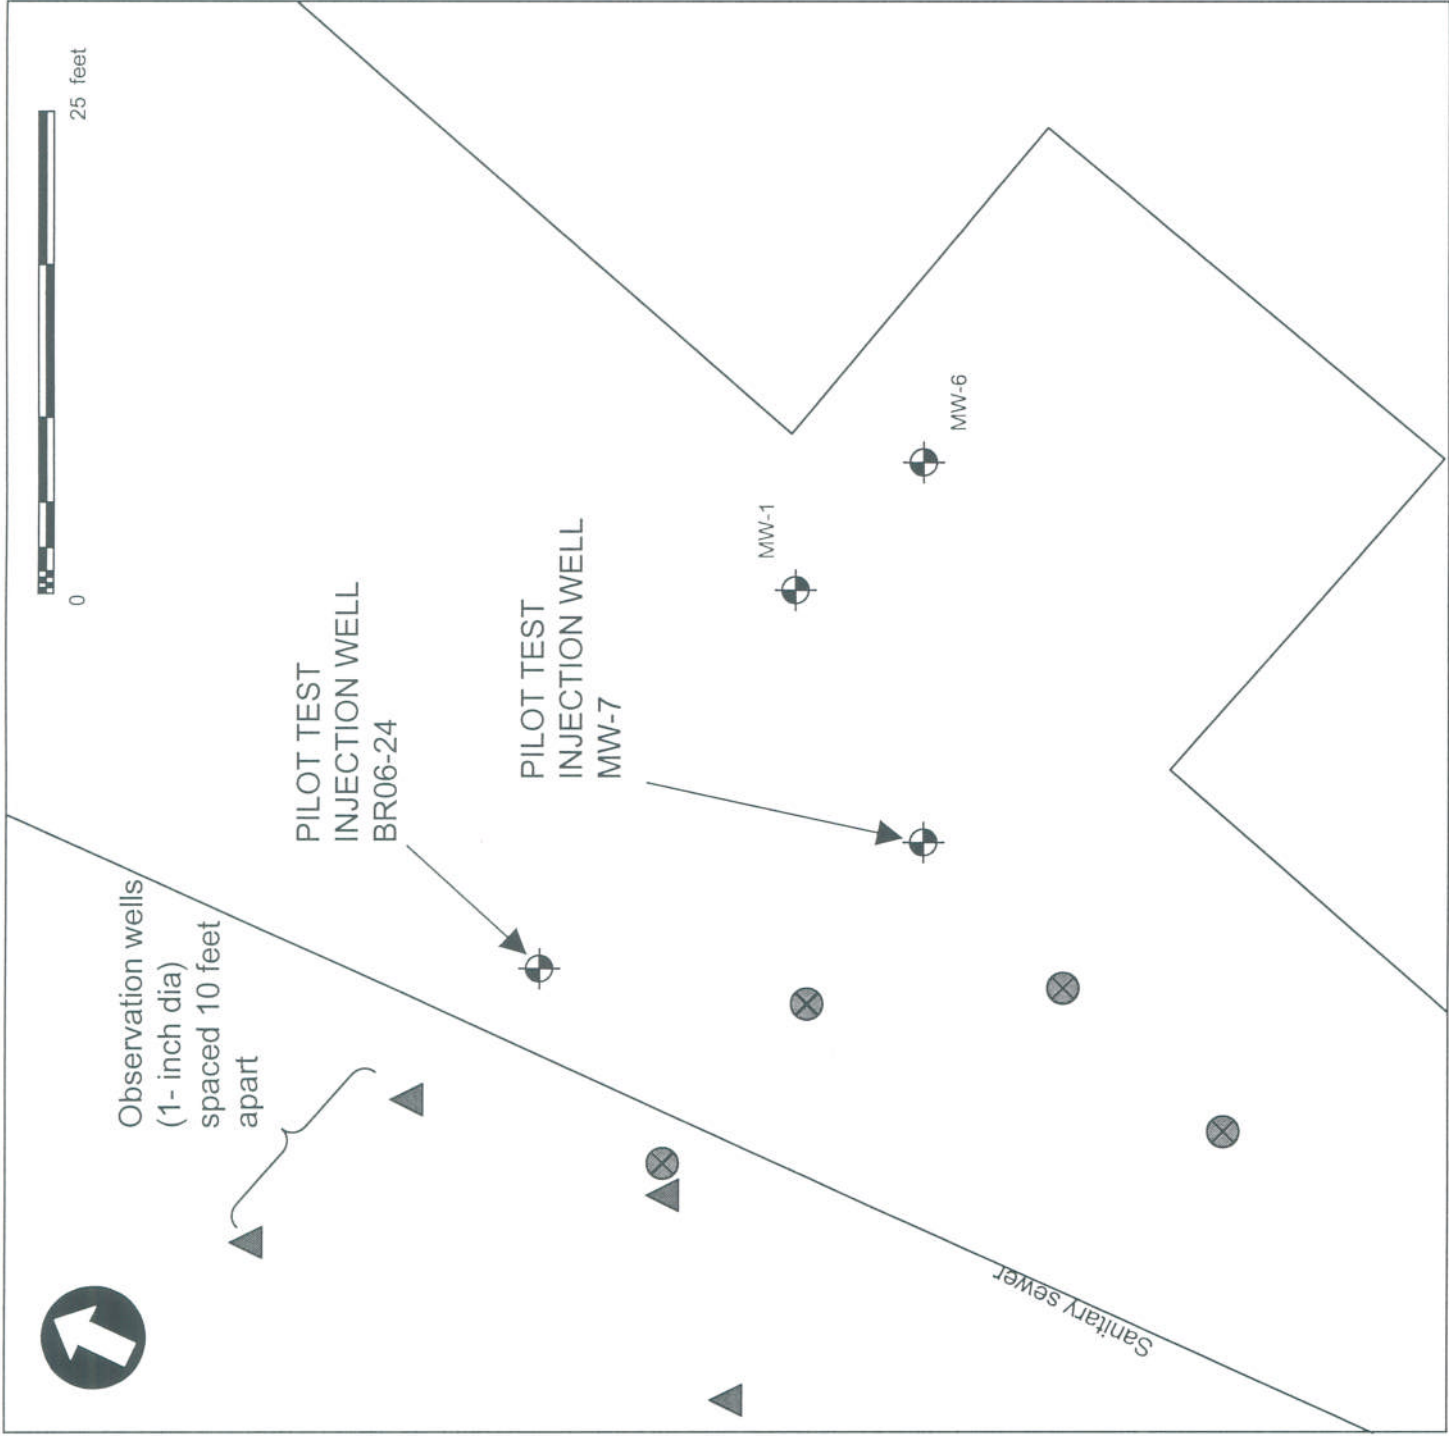 Observation wells
(1- inch dia)
spaced 10 feet
apart
PILOT TEST
INJECTION WELL
BR06-24
PILOT TEST
INJECTION WELL
MW-7
0
25 feet
MW-1
MW-6
Sanitary sewer